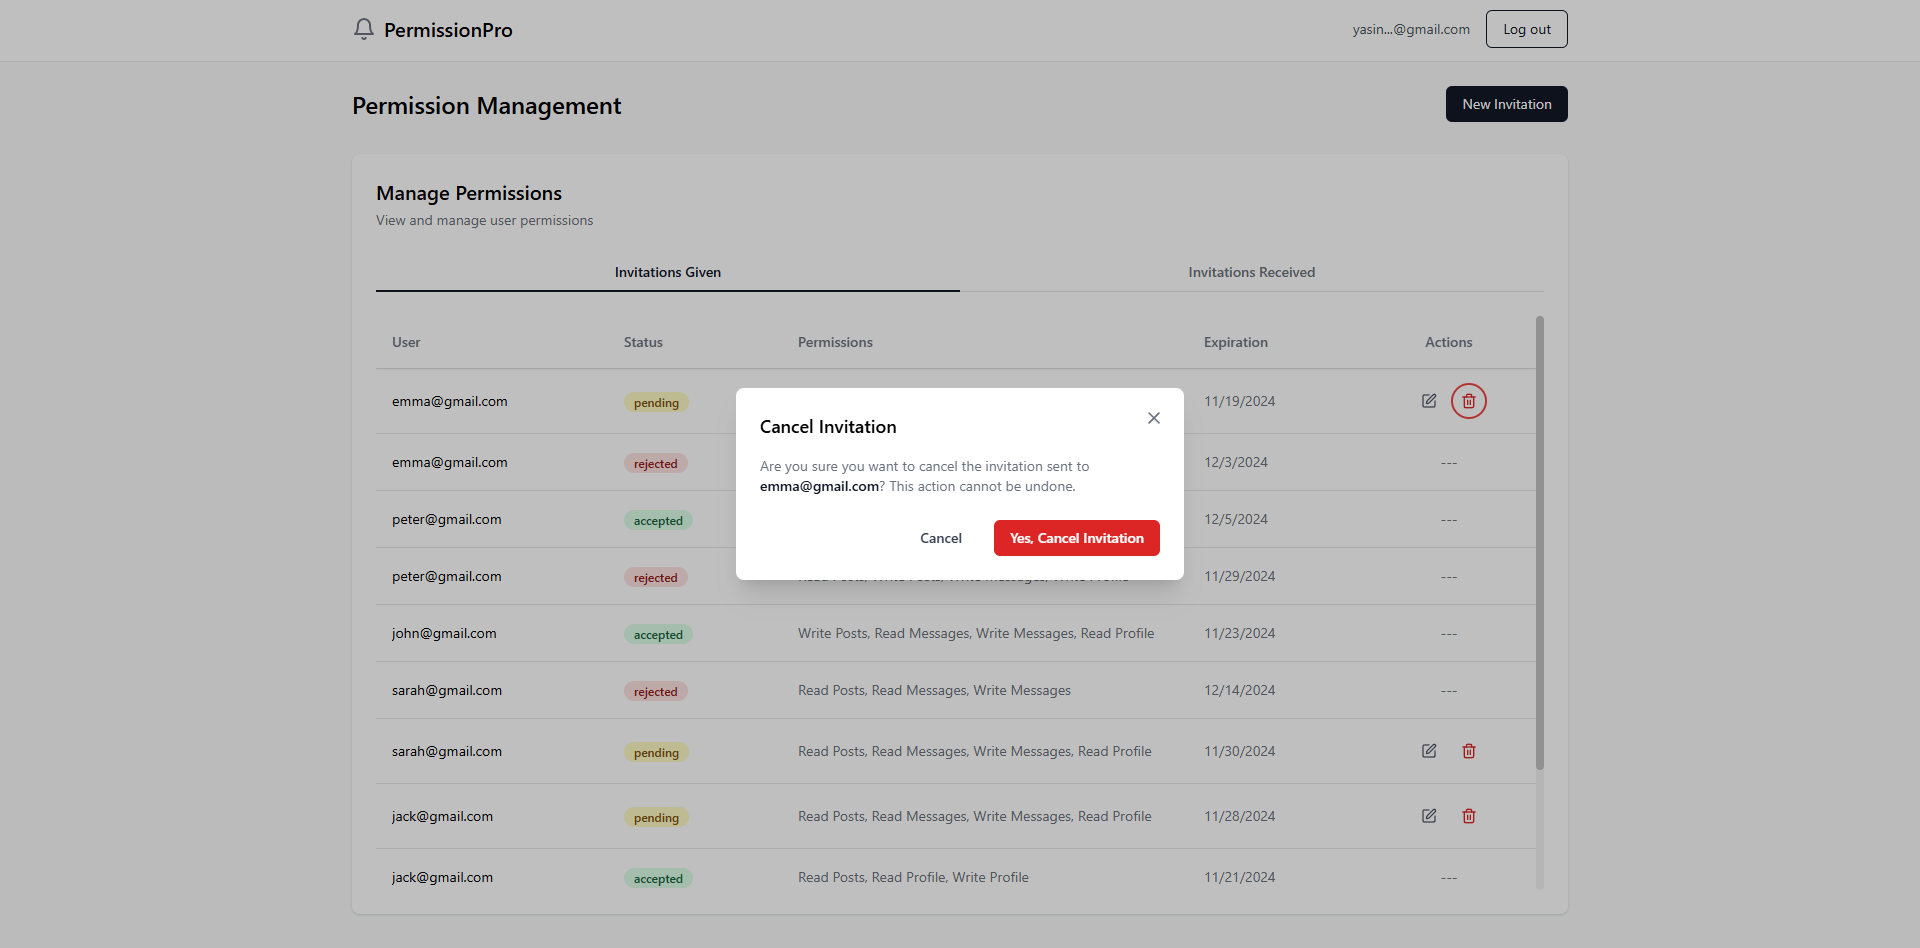 PermissionPro
yasin...@gmail.com
Log out
Permission Management
New Invitation
Manage Permissions
View and manage user permissions
Invitations Given
Invitations Received
User Status Permissions Expiration Actions
emma@gmail.com pending 11/19/2024
emma@gmail.com rejected 12/3/2024 ---
peter@gmail.com accepted 12/5/2024 ---
peter@gmail.com rejected 11/29/2024 ---
john@gmail.com accepted Write Posts, Read Messages, Write Messages, Read Profile 11/23/2024 ---
sarah@gmail.com rejected Read Posts, Read Messages, Write Messages 12/14/2024 ---
sarah@gmail.com pending Read Posts, Read Messages, Write Messages, Read Profile 11/30/2024
jack@gmail.com pending Read Posts, Read Messages, Write Messages, Read Profile 11/28/2024
jack@gmail.com accepted Read Posts, Read Profile, Write Profile 11/21/2024 ---
Cancel Invitation
Are you sure you want to cancel the invitation sent to
emma@gmail.com? This action cannot be undone.
Cancel
Yes, Cancel Invitation